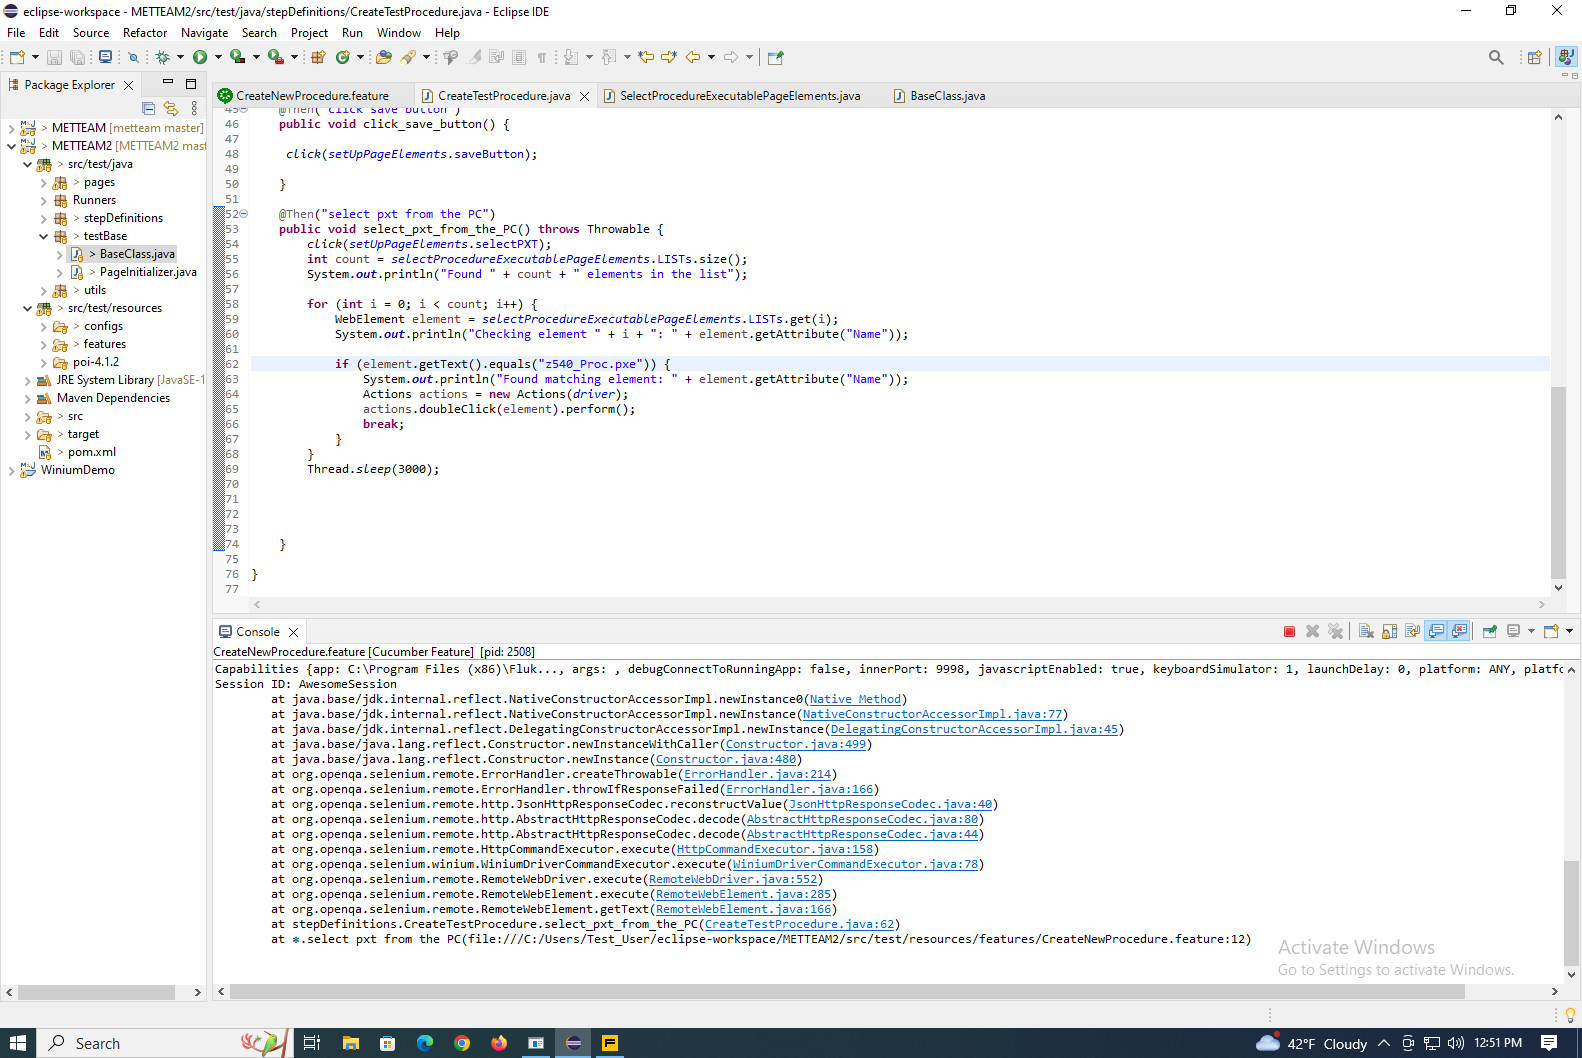 eclipse-workspace - METTEAM2/src/test/java/stepDefinitions/CreateTestProcedure.java - Eclipse IDE
File Edit Source Refactor Navigate Search Project Run Window Help
Package Explorer
METTEAM [metteam master]
METTEAM2 [METTEAM2 mast
src/test/java
pages
Runners
stepDefinitions
testBase
BaseClass.java
PageInitializer.java
utils
src/test/resources
configs
features
poi-4.1.2
JRE System Library [JavaSE-1
Maven Dependencies
src
target
pom.xml
WiniumDemo
CreateNewProcedure.feature CreateTestProcedure.java SelectProcedureExecutablePageElements.java BaseClass.java
45 @Then("click save button")
46 public void click_save_button() {
47
48 click(setUpPageElements.saveButton);
49
50 }
51
52 @Then("select pxt from the PC")
53 public void select_pxt_from_the_PC() throws Throwable {
54 click(setUpPageElements.selectPXT);
55 int count = selectProcedureExecutablePageElements.LISTs.size();
56 System.out.println("Found " + count + " elements in the list");
57
58 for (int i = 0; i < count; i++) {
59 WebElement element = selectProcedureExecutablePageElements.LISTs.get(i);
60 System.out.println("Checking element " + i + ": " + element.getAttribute("Name"));
61
62 if (element.getText().equals("z540_Proc.pxe")) {
63 System.out.println("Found matching element: " + element.getAttribute("Name"));
64 Actions actions = new Actions(driver);
65 actions.doubleClick(element).perform();
66 break;
67 }
68 }
69 Thread.sleep(3000);
70
71
72
73
74 }
75
76 }
77
Console
CreateNewProcedure.feature [Cucumber Feature] [pid: 2508]
Capabilities {app: C:\Program Files (x86)\Fluk..., args: , debugConnectToRunningApp: false, innerPort: 9998, javascriptEnabled: true, keyboardSimulator: 1, launchDelay: 0, platform: ANY, platfc
Session ID: AwesomeSession
at java.base/jdk.internal.reflect.NativeConstructorAccessorImpl.newInstance0(Native Method)
at java.base/jdk.internal.reflect.NativeConstructorAccessorImpl.newInstance(NativeConstructorAccessorImpl.java:77)
at java.base/jdk.internal.reflect.DelegatingConstructorAccessorImpl.newInstance(DelegatingConstructorAccessorImpl.java:45)
at java.base/java.lang.reflect.Constructor.newInstanceWithCaller(Constructor.java:499)
at java.base/java.lang.reflect.Constructor.newInstance(Constructor.java:480)
at org.openqa.selenium.remote.ErrorHandler.createThrowable(ErrorHandler.java:214)
at org.openqa.selenium.remote.ErrorHandler.throwIfResponseFailed(ErrorHandler.java:166)
at org.openqa.selenium.remote.http.JsonHttpResponseCodec.reconstructValue(JsonHttpResponseCodec.java:40)
at org.openqa.selenium.remote.http.AbstractHttpResponseCodec.decode(AbstractHttpResponseCodec.java:80)
at org.openqa.selenium.remote.http.AbstractHttpResponseCodec.decode(AbstractHttpResponseCodec.java:44)
at org.openqa.selenium.remote.HttpCommandExecutor.execute(HttpCommandExecutor.java:158)
at org.openqa.selenium.winium.WiniumDriverCommandExecutor.execute(WiniumDriverCommandExecutor.java:78)
at org.openqa.selenium.remote.RemoteWebDriver.execute(RemoteWebDriver.java:552)
at org.openqa.selenium.remote.RemoteWebElement.execute(RemoteWebElement.java:285)
at org.openqa.selenium.remote.RemoteWebElement.getText(RemoteWebElement.java:166)
at stepDefinitions.CreateTestProcedure.select_pxt_from_the_PC(CreateTestProcedure.java:62)
at *.select pxt from the PC(file:///C:/Users/Test_User/eclipse-workspace/METTEAM2/src/test/resources/features/CreateNewProcedure.feature:12)
Activate Windows
Go to Settings to activate Windows.
Search
42°F Cloudy
12:51 PM